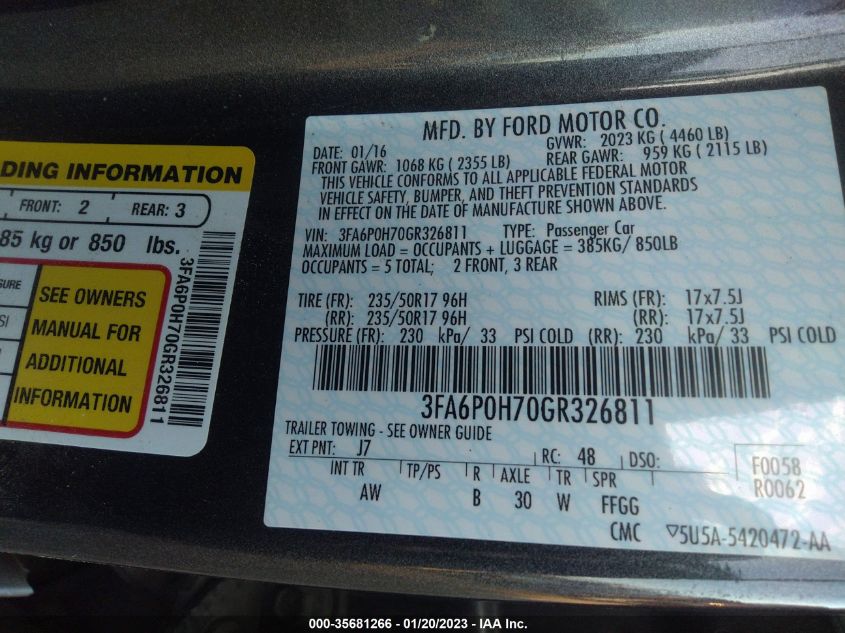 DING INFORMATION
FRONT: 2 REAR: 3
85 kg or 850 lbs.
SURE
SI
SEE OWNERS
MANUAL FOR
ADDITIONAL
INFORMATION
3FA6P0H70GR326811
MFD. BY FORD MOTOR CO.
DATE: 01/16 GVWR: 2023 KG ( 4460 LB)
FRONT GAWR: 1068 KG ( 2355 LB) REAR GAWR: 959 KG ( 2115 LB)
THIS VEHICLE CONFORMS TO ALL APPLICABLE FEDERAL MOTOR
VEHICLE SAFETY, BUMPER, AND THEFT PREVENTION STANDARDS
IN EFFECT ON THE DATE OF MANUFACTURE SHOWN ABOVE.
VIN: 3FA6P0H70GR326811 TYPE: Passenger Car
MAXIMUM LOAD = OCCUPANTS + LUGGAGE = 385KG/ 850LB
OCCUPANTS = 5 TOTAL; 2 FRONT, 3 REAR
TIRE (FR): 235/50R17 96H RIMS (FR): 17x7.5J
(RR): 235/50R17 96H (RR): 17x7.5J
PRESSURE (FR): 230 kPa/ 33 PSI COLD (RR): 230 kPa/ 33 PSI COLD
3FA6P0H70GR326811
TRAILER TOWING - SEE OWNER GUIDE
EXT PNT: J7 RC: 48 DSO: F0058
INT TR TP/PS R AXLE TR SPR R0062
AW B 30 W FFGG
CMC ▽5U5A-5420472-AA
000-35681266 - 01/20/2023 - IAA Inc.